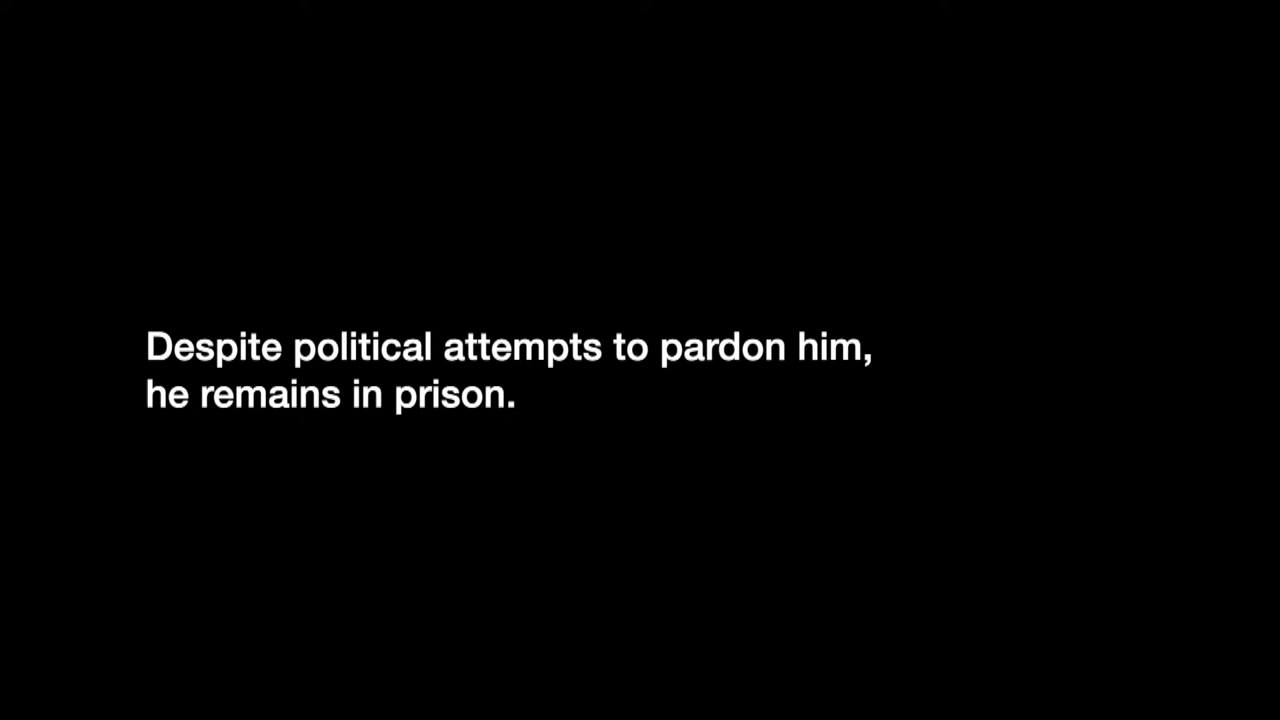 Despite political attempts to pardon him,
he remains in prison.